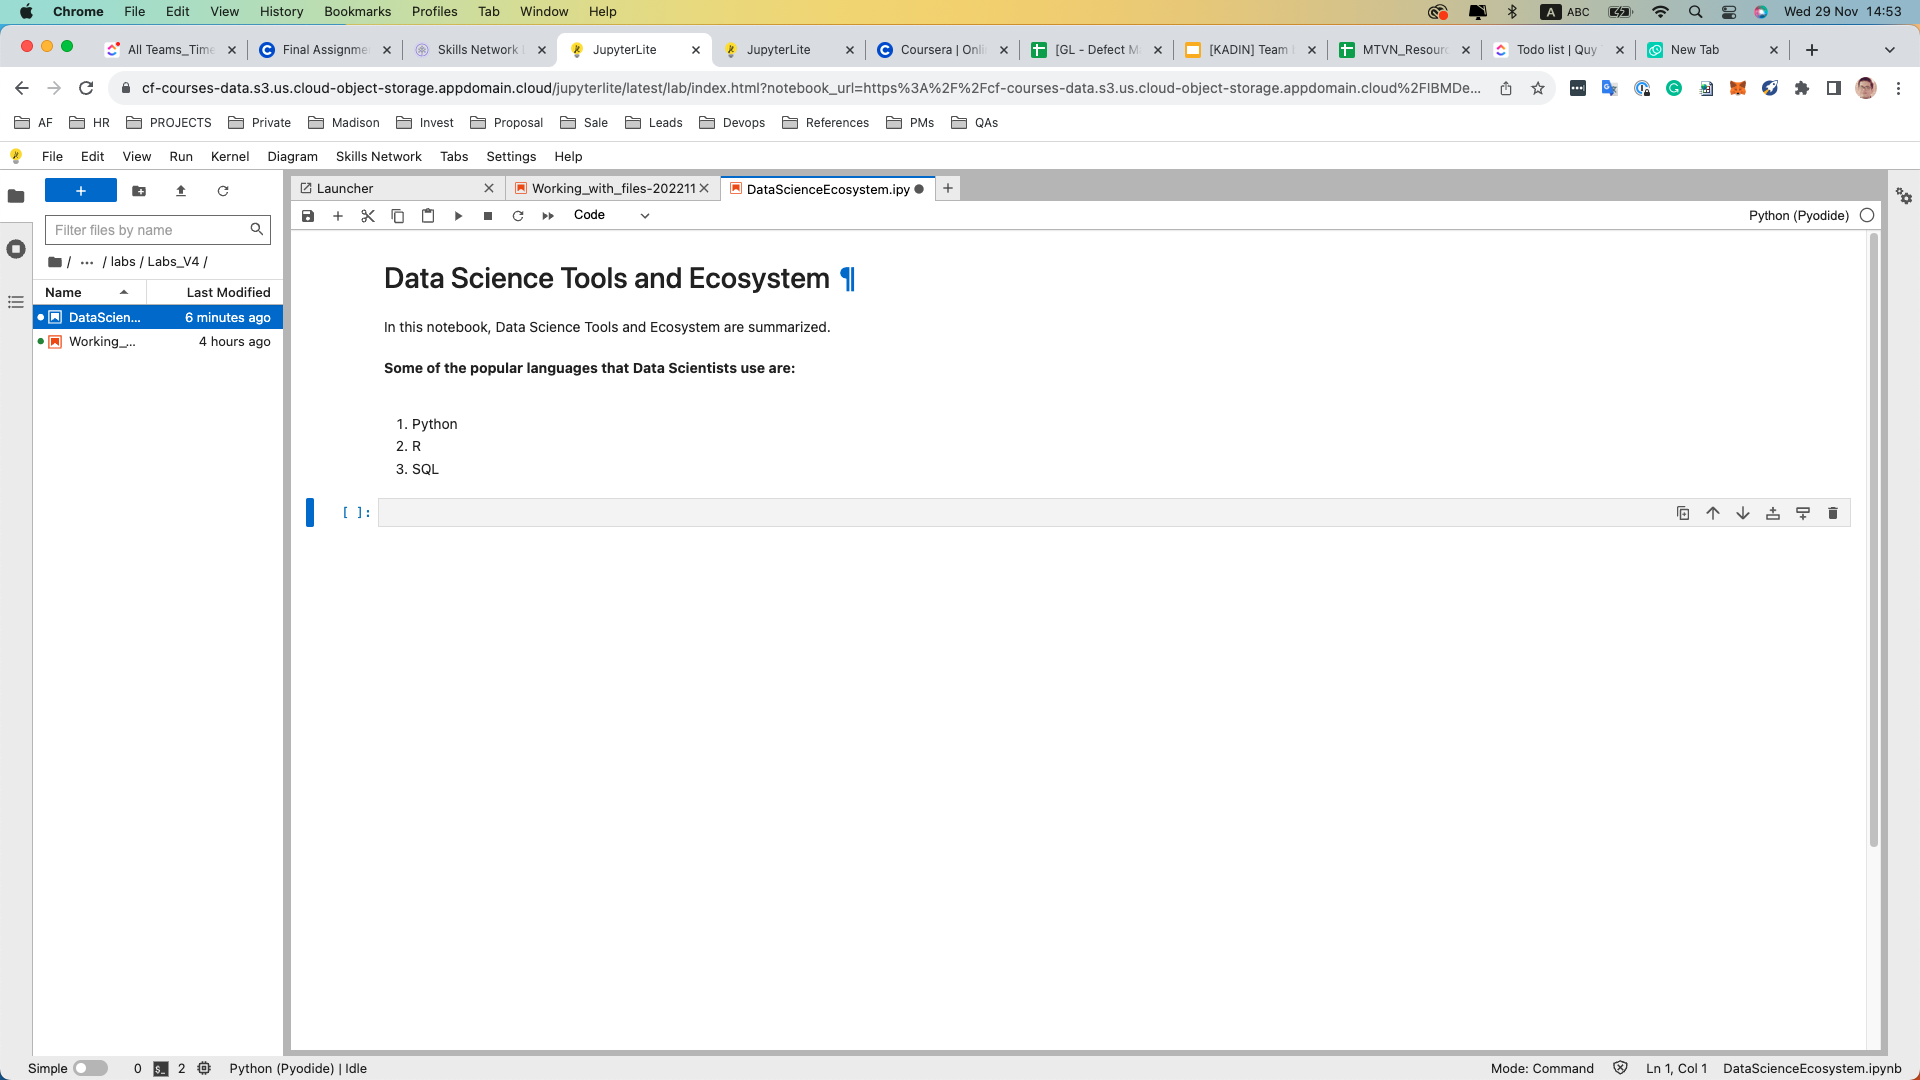 Chrome File Edit View History Bookmarks Profiles Tab Window Help A ABC Wed 29 Nov 14:53
All Teams_Time Final Assignme Skills Network JupyterLite JupyterLite Coursera | Onli [GL - Defect M [KADIN] Team MTVN_Resourc Todo list | Quy New Tab
cf-courses-data.s3.us.cloud-object-storage.appdomain.cloud/jupyterlite/latest/lab/index.html?notebook_url=https%3A%2F%2Fcf-courses-data.s3.us.cloud-object-storage.appdomain.cloud%2FIBMDe...
AF HR PROJECTS Private Madison Invest Proposal Sale Leads Devops References PMs QAs
File Edit View Run Kernel Diagram Skills Network Tabs Settings Help
Launcher Working_with_files-202211 DataScienceEcosystem.ipy
Code Python (Pyodide)
Filter files by name
/ ... / labs / Labs_V4 /
Name Last Modified
DataScien... 6 minutes ago
Working_... 4 hours ago
Data Science Tools and Ecosystem ¶
In this notebook, Data Science Tools and Ecosystem are summarized.
Some of the popular languages that Data Scientists use are:
1. Python
2. R
3. SQL
[ ]:
Simple 0 2 Python (Pyodide) | Idle Mode: Command Ln 1, Col 1 DataScienceEcosystem.ipynb